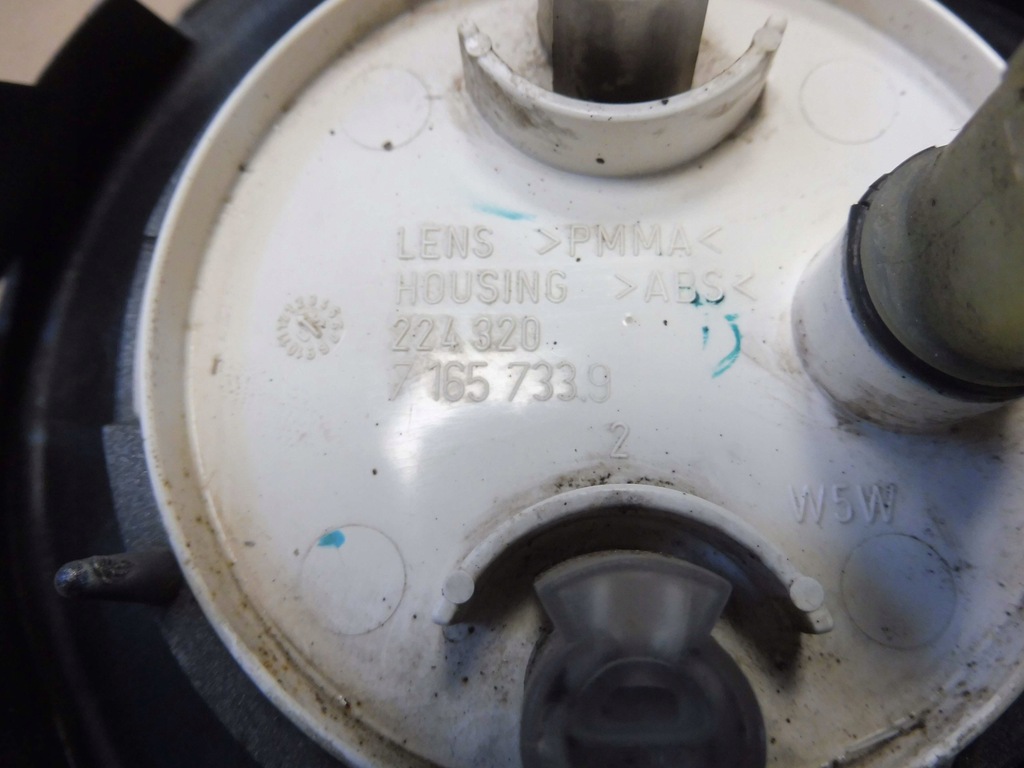 LENS >PMMA<
HOUSING >ABS<
224 320
7 165 733.9
2
W5W